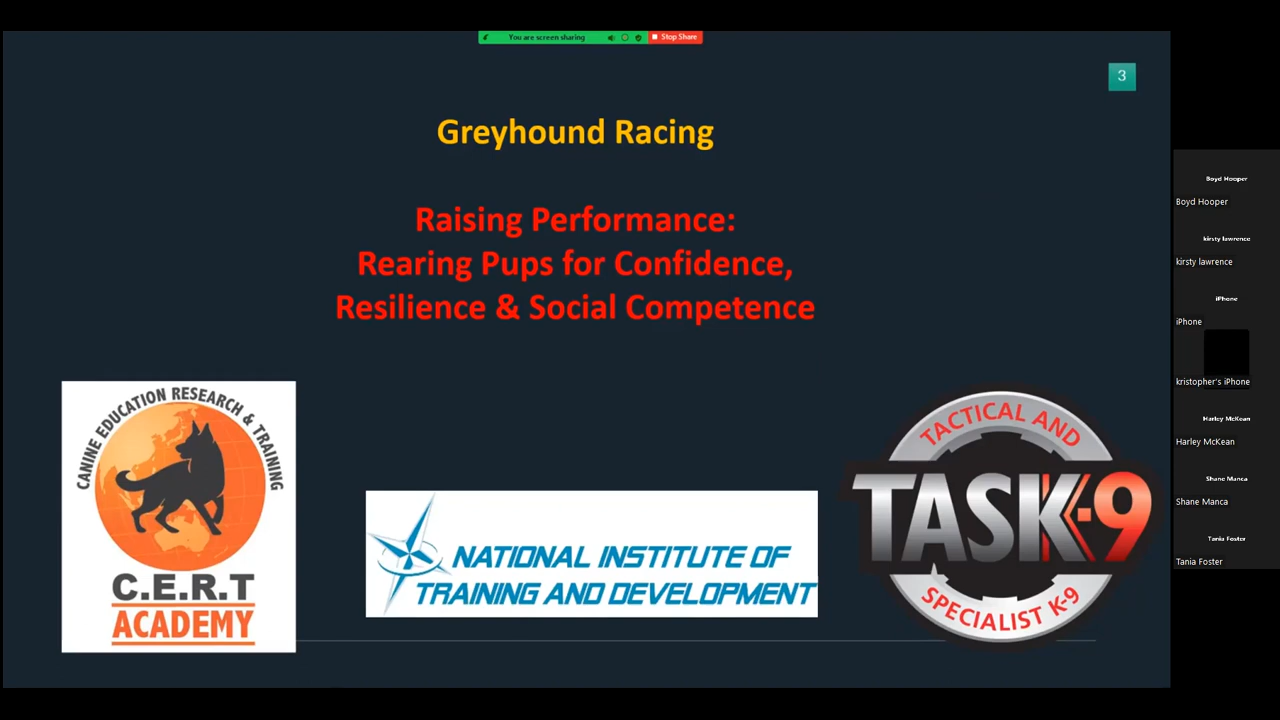 You are screen sharing
Stop Share
3
Greyhound Racing
Raising Performance:
Rearing Pups for Confidence,
Resilience & Social Competence
CANINE EDUCATION RESEARCH & TRAINING
C.E.R.T
ACADEMY
NATIONAL INSTITUTE OF
TRAINING AND DEVELOPMENT
TACTICAL AND
TASK-9
SPECIALIST K-9
Boyd Hooper
Boyd Hooper
kirsty lawrence
kirsty lawrence
iPhone
iPhone
kristopher's iPhone
Harley McKean
Harley McKean
Shane Manca
Shane Manca
Tania Foster
Tania Foster